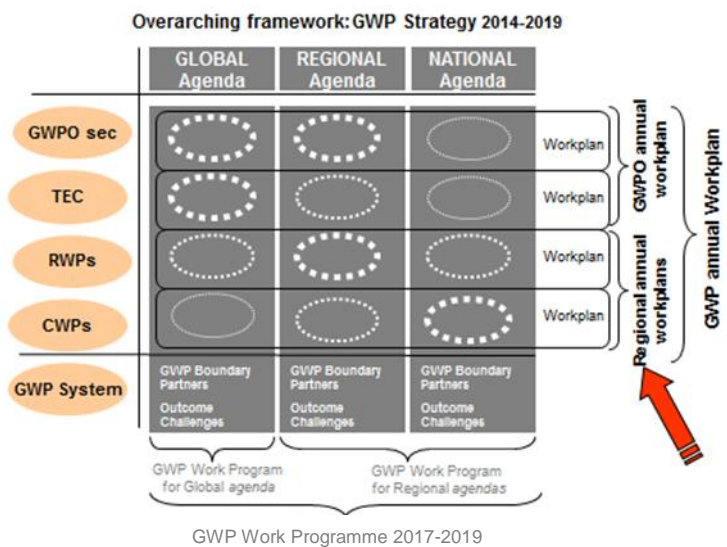 Overarching framework: GWP Strategy 2014-2019
GLOBAL
Agenda
REGIONAL
Agenda
NATIONAL
Agenda
GWPO sec
Workplan
TEC
Workplan
GWPO annual
workplan
RWPs
Workplan
CWPs
Workplan
Regional annual
workplans
GWP annual Workplan
GWP System
GWP Boundary
Partners
Outcome
Challenges
GWP Boundary
Partners
Outcome
Challenges
GWP Boundary
Partners
Outcome
Challenges
GWP Work Program
for Global agenda
GWP Work Program
for Regional agendas
GWP Work Programme 2017-2019